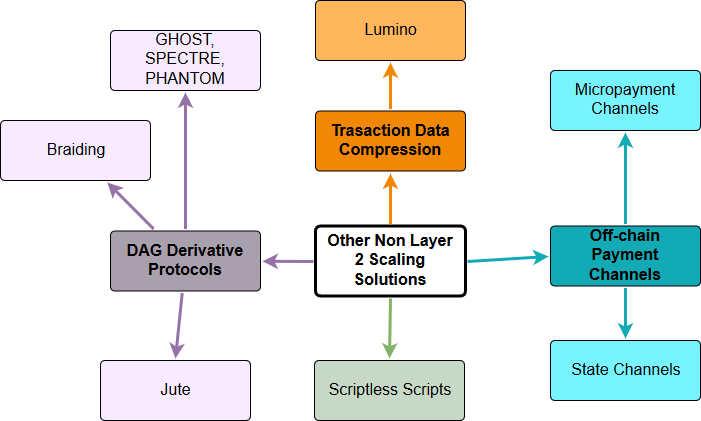 GHOST,
SPECTRE,
PHANTOM
Lumino
Micropayment
Channels
Braiding
Trasaction Data
Compression
DAG Derivative
Protocols
Other Non Layer
2 Scaling
Solutions
Off-chain
Payment
Channels
Jute
Scriptless Scripts
State Channels